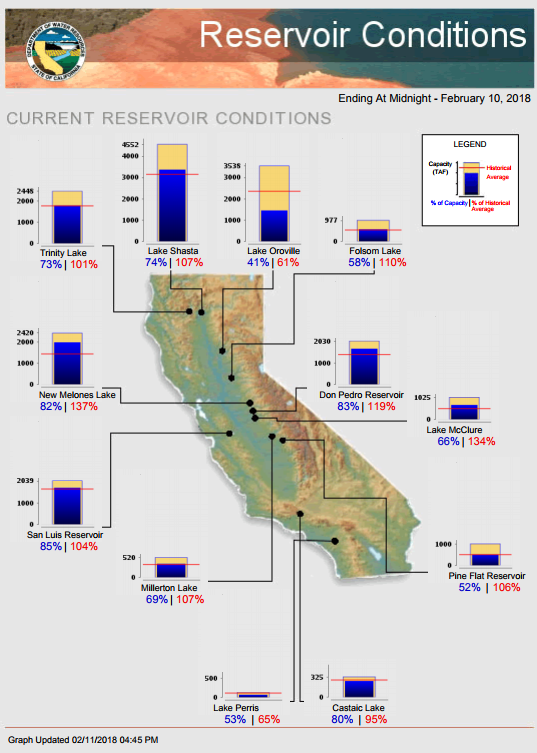 Reservoir Conditions
DEPARTMENT OF WATER RESOURCES
STATE OF CALIFORNIA
Ending At Midnight - February 10, 2018
CURRENT RESERVOIR CONDITIONS
LEGEND
Capacity
(TAF)
Historical
Average
% of Capacity | % of Historical
Average
2448
2000
1000
0
Trinity Lake
73% | 101%
4552
4000
3000
2000
1000
0
Lake Shasta
74% | 107%
3538
3000
2000
1000
0
Lake Oroville
41% | 61%
977
0
Folsom Lake
58% | 110%
2420
2000
1000
0
New Melones Lake
82% | 137%
2030
1000
0
Don Pedro Reservoir
83% | 119%
1025
0
Lake McClure
66% | 134%
2039
1000
0
San Luis Reservoir
85% | 104%
520
0
Millerton Lake
69% | 107%
1000
0
Pine Flat Reservoir
52% | 106%
500
0
Lake Perris
53% | 65%
325
0
Castaic Lake
80% | 95%
Graph Updated 02/11/2018 04:45 PM